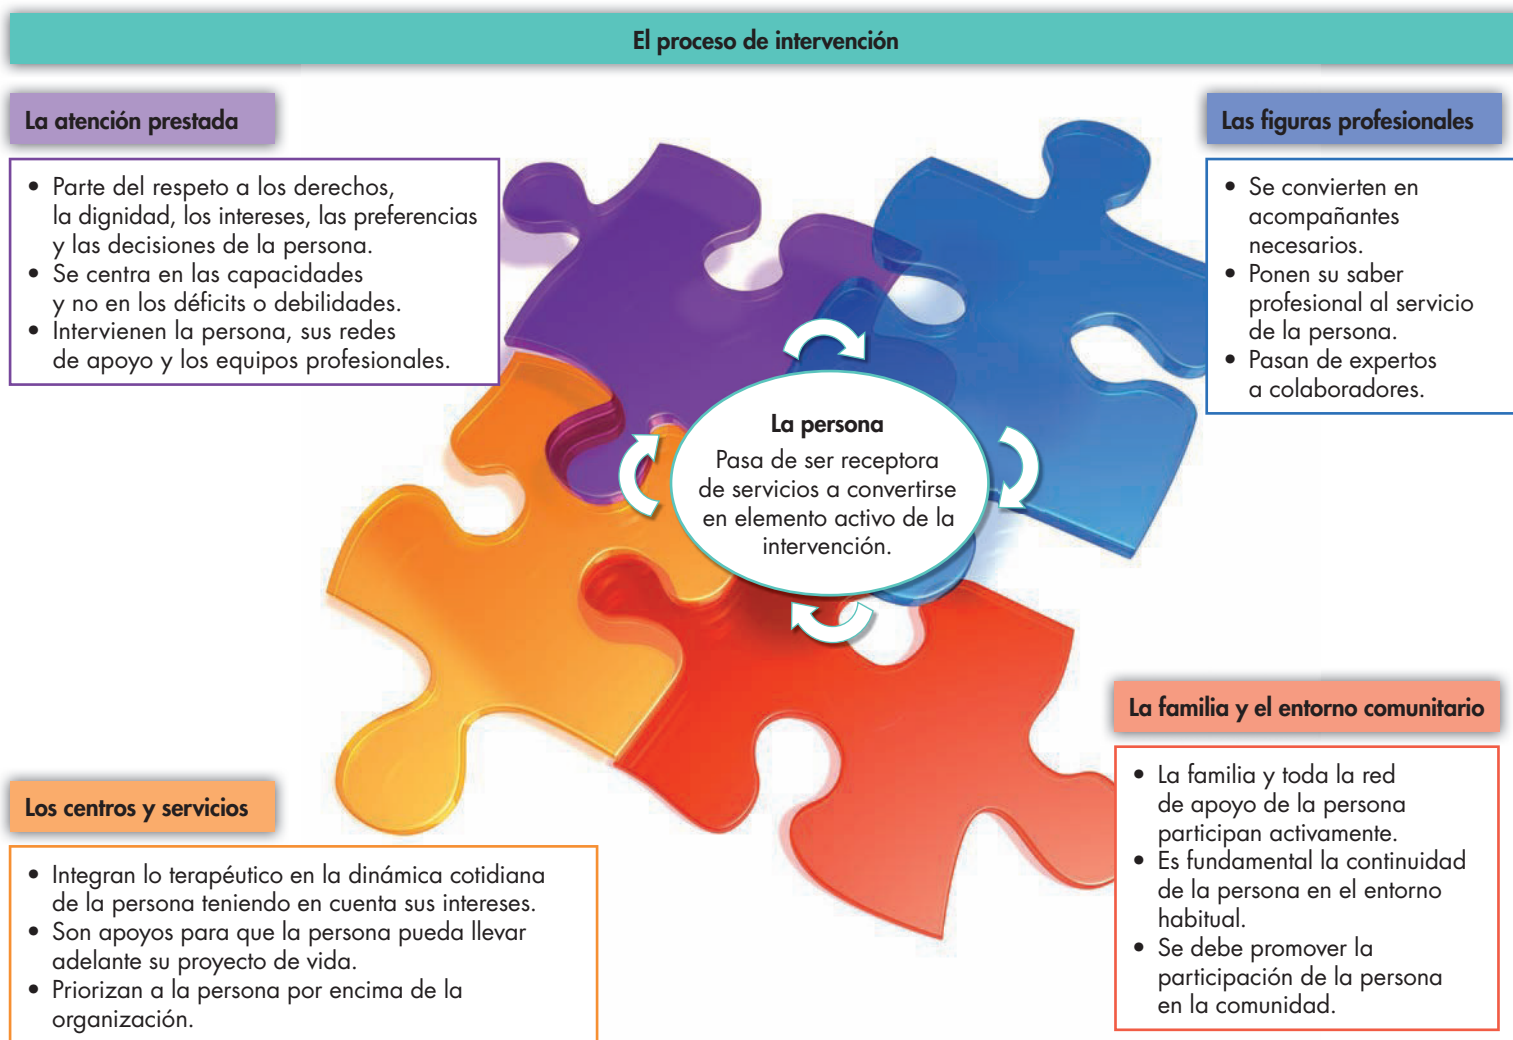 El proceso de intervención
La atención prestada
• Parte del respeto a los derechos,
la dignidad, los intereses, las preferencias
y las decisiones de la persona.
• Se centra en las capacidades
y no en los déficits o debilidades.
• Intervienen la persona, sus redes
de apoyo y los equipos profesionales.
Las figuras profesionales
• Se convierten en
acompañantes
necesarios.
• Ponen su saber
profesional al servicio
de la persona.
• Pasan de expertos
a colaboradores.
La persona
Pasa de ser receptora
de servicios a convertirse
en elemento activo de la
intervención.
Los centros y servicios
• Integran lo terapéutico en la dinámica cotidiana
de la persona teniendo en cuenta sus intereses.
• Son apoyos para que la persona pueda llevar
adelante su proyecto de vida.
• Priorizan a la persona por encima de la
organización.
La familia y el entorno comunitario
• La familia y toda la red
de apoyo de la persona
participan activamente.
• Es fundamental la continuidad
de la persona en el entorno
habitual.
• Se debe promover la
participación de la persona
en la comunidad.